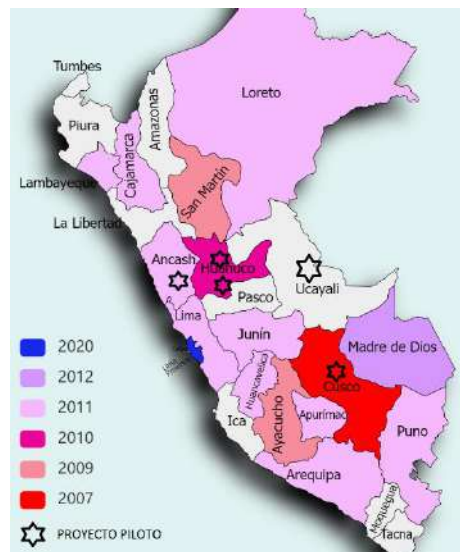 Tumbes
Piura
Amazonas
Loreto
Lambayeque
Cajamarca
San Martín
La Libertad
Ancash
Huánuco
Pasco
Ucayali
Lima
Junín
Madre de Dios
Huancavelica
Cusco
Ica
Ayacucho
Apurímac
Puno
Arequipa
Moquegua
Tacna
2020
2012
2011
2010
2009
2007
PROYECTO PILOTO